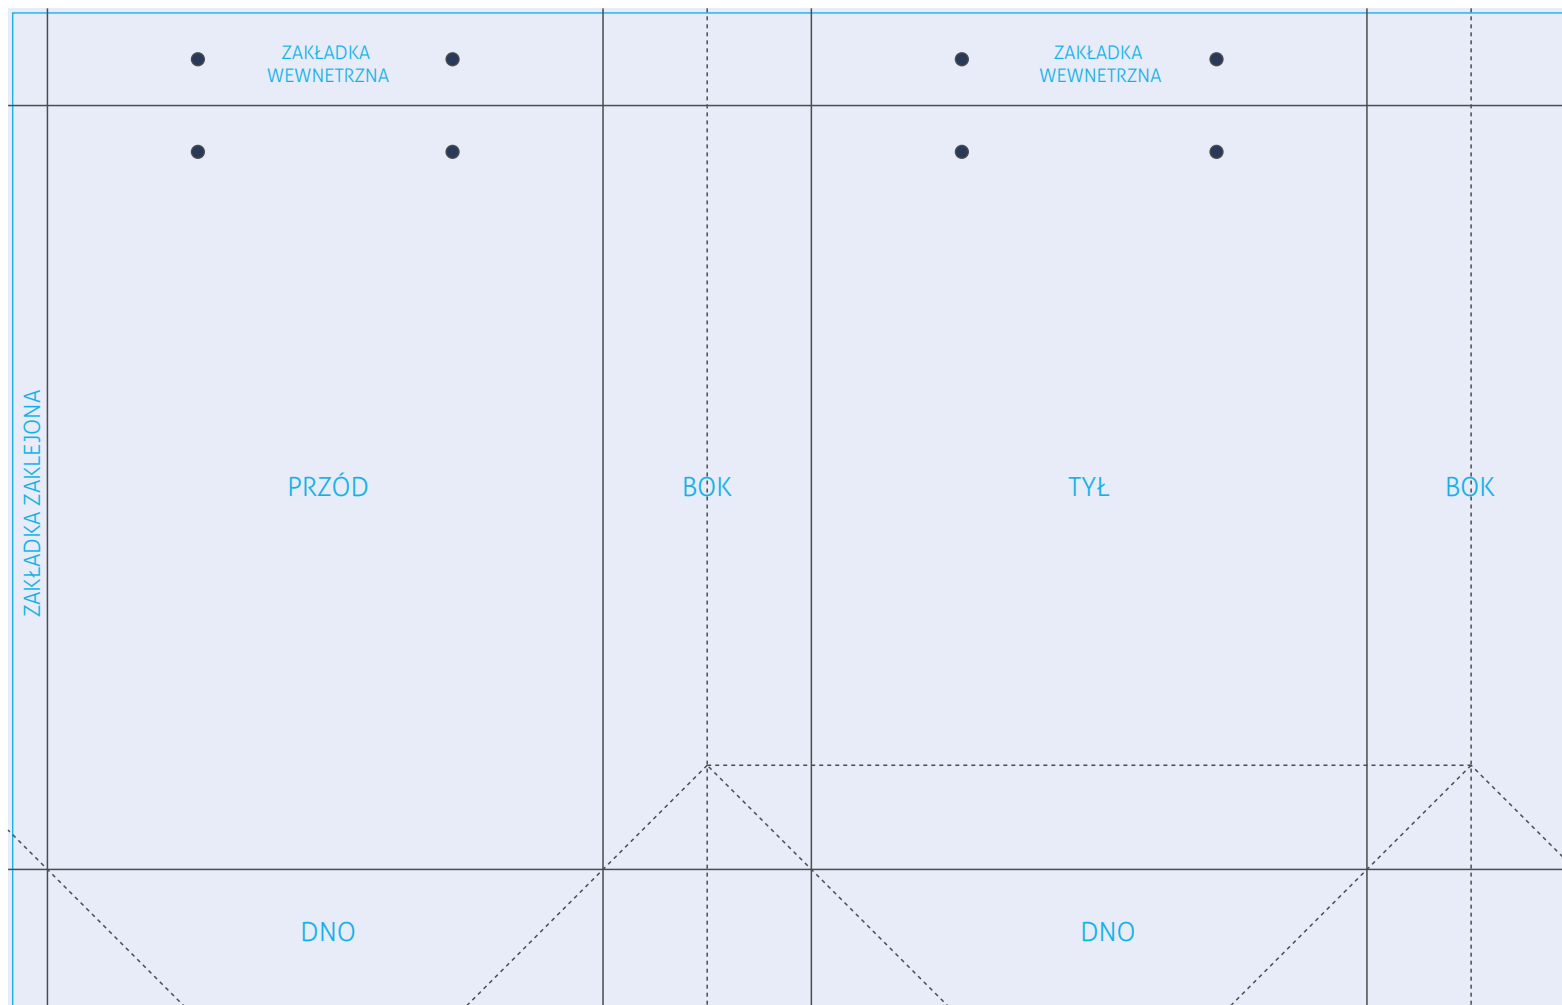 ZAKŁADKA
WEWNETRZNA
ZAKŁADKA
WEWNETRZNA
ZAKŁADKA ZAKLEJONA
PRZÓD
BOK
TYŁ
BOK
DNO
DNO